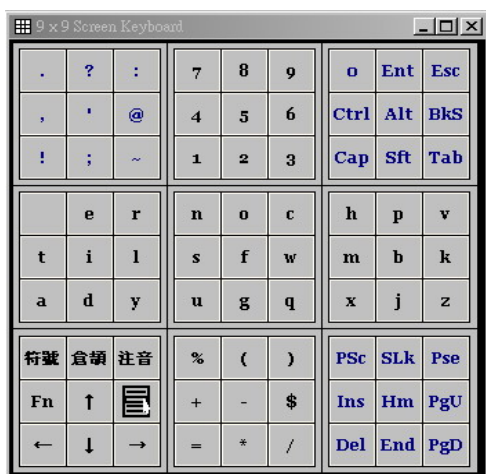 9 x 9 Screen Keyboard
. ? : 7 8 9 0 Ent Esc
, ' @ 4 5 6 Ctrl Alt BkS
! ; ~ 1 2 3 Cap Sft Tab
e r n o c h p v
t i l s f w m b k
a d y u g q x j z
符號 倉頡 注音 % ( ) PSc SLk Pse
Fn ↑ + - $ Ins Hm PgU
← ↓ → = * / Del End PgD